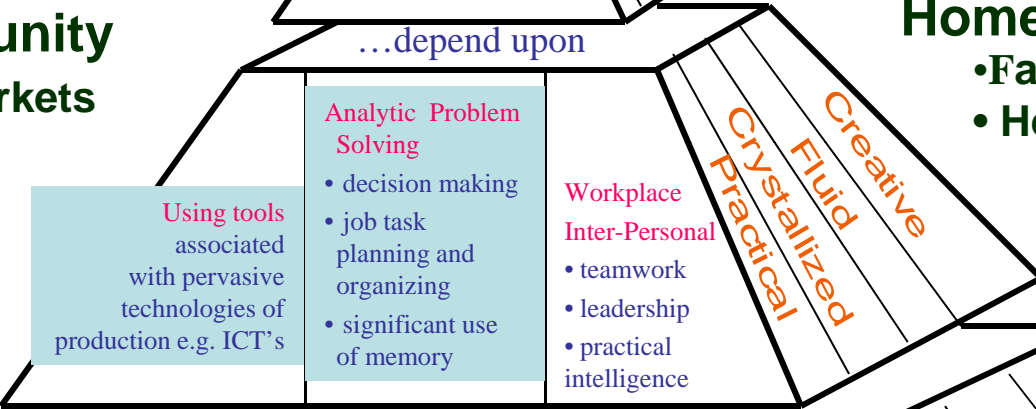 …depend upon
unity
rkets
Home
•Fa
• Ho
Using tools
associated
with pervasive
technologies of
production e.g. ICT’s
Analytic Problem
Solving
• decision making
• job task
planning and
organizing
• significant use
of memory
Workplace
Inter-Personal
• teamwork
• leadership
• practical
intelligence
Practical
Crystallized
Fluid
Creative